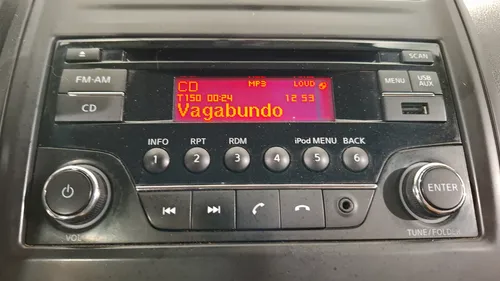 SCAN
FM-AM
CD
CD MP3 LOUD
T150 00:24 12 53
Vagabundo
MENU
USB AUX
INFO RPT RDM iPod MENU BACK
1 2 3 4 5 6
ENTER
VOL
TUNE/FOLDER